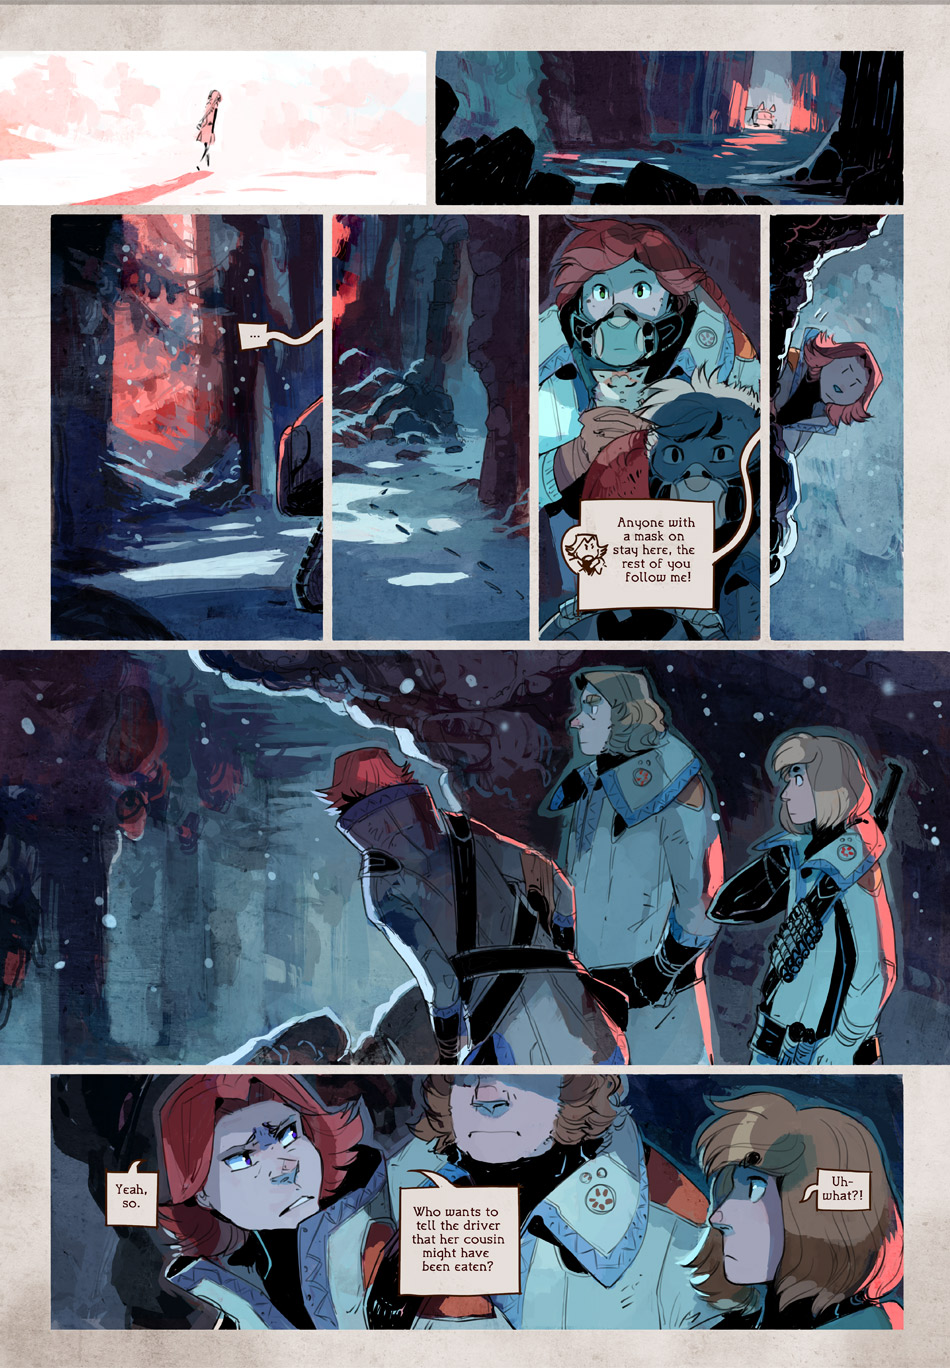 ...
Anyone with
a mask on
stay here, the
rest of you
follow me!
Yeah,
so.
Who wants to
tell the driver
that her cousin
might have
been eaten?
Uh-
what?!